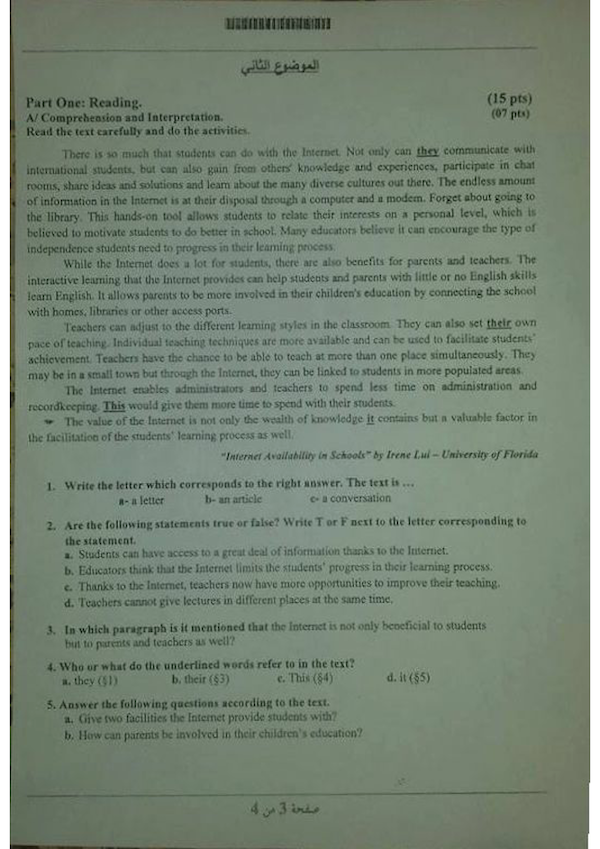 الموضوع الثاني
Part One: Reading. (15 pts)
A/ Comprehension and Interpretation. (07 pts)
Read the text carefully and do the activities.
There is so much that students can do with the Internet. Not only can they communicate with
international students, but can also gain from others' knowledge and experiences, participate in chat
rooms, share ideas and solutions and learn about the many diverse cultures out there. The endless amount
of information in the Internet is at their disposal through a computer and a modem. Forget about going to
the library. This hands-on tool allows students to relate their interests on a personal level, which is
believed to motivate students to do better in school. Many educators believe it can encourage the type of
independence students need to progress in their learning process.
While the Internet does a lot for students, there are also benefits for parents and teachers. The
interactive learning that the Internet provides can help students and parents with little or no English skills
learn English. It allows parents to be more involved in their children's education by connecting the school
with homes, libraries or other access ports.
Teachers can adjust to the different learning styles in the classroom. They can also set their own
pace of teaching. Individual teaching techniques are more available and can be used to facilitate students'
achievement. Teachers have the chance to be able to teach at more than one place simultaneously. They
may be in a small town but through the Internet, they can be linked to students in more populated areas.
The Internet enables administrators and teachers to spend less time on administration and
recordkeeping. This would give them more time to spend with their students.
The value of the Internet is not only the wealth of knowledge it contains but a valuable factor in
the facilitation of the students' learning process as well.
"Internet Availability in Schools" by Irene Lui – University of Florida
1. Write the letter which corresponds to the right answer. The text is …
a- a letter b- an article c- a conversation
2. Are the following statements true or false? Write T or F next to the letter corresponding to
the statement.
a. Students can have access to a great deal of information thanks to the Internet.
b. Educators think that the Internet limits the students' progress in their learning process.
c. Thanks to the Internet, teachers now have more opportunities to improve their teaching.
d. Teachers cannot give lectures in different places at the same time.
3. In which paragraph is it mentioned that the Internet is not only beneficial to students
but to parents and teachers as well?
4. Who or what do the underlined words refer to in the text?
a. they (§1) b. their (§3) c. This (§4) d. it (§5)
5. Answer the following questions according to the text.
a. Give two facilities the Internet provide students with?
b. How can parents be involved in their children's education?
صفحة 3 من 4